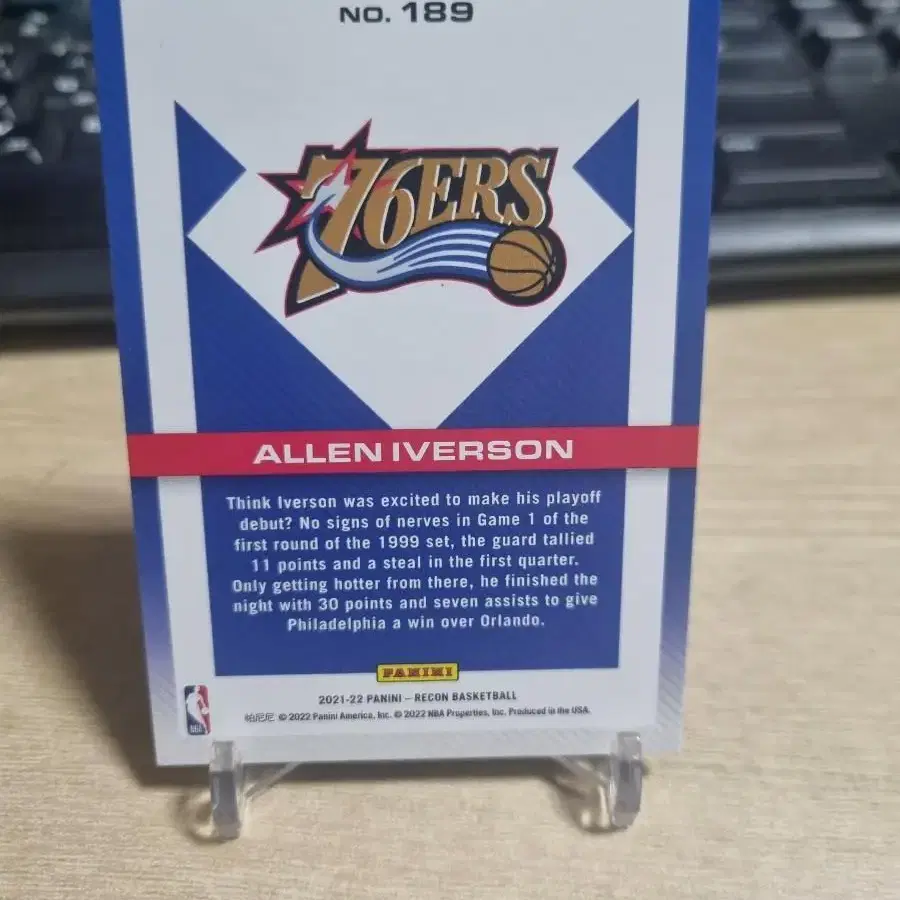 NO. 189
76ERS
ALLEN IVERSON
Think Iverson was excited to make his playoff
debut? No signs of nerves in Game 1 of the
first round of the 1999 set, the guard tallied
11 points and a steal in the first quarter.
Only getting hotter from there, he finished the
night with 30 points and seven assists to give
Philadelphia a win over Orlando.
PANINI
2021-22 PANINI – RECON BASKETBALL
© 2022 Panini America, Inc. © 2022 NBA Properties, Inc. Produced in the USA.
NBA